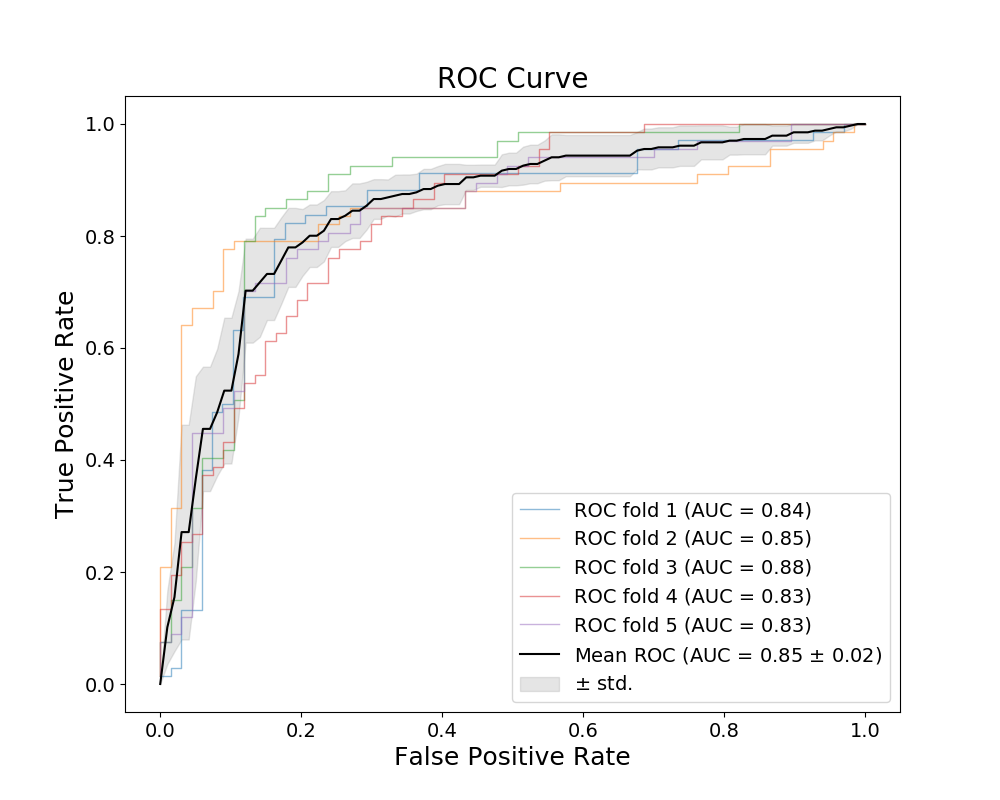 ROC Curve
True Positive Rate
1.0
0.8
0.6
0.4
0.2
0.0
ROC fold 1 (AUC = 0.84)
ROC fold 2 (AUC = 0.85)
ROC fold 3 (AUC = 0.88)
ROC fold 4 (AUC = 0.83)
ROC fold 5 (AUC = 0.83)
Mean ROC (AUC = 0.85 ± 0.02)
± std.
0.0 0.2 0.4 0.6 0.8 1.0
False Positive Rate